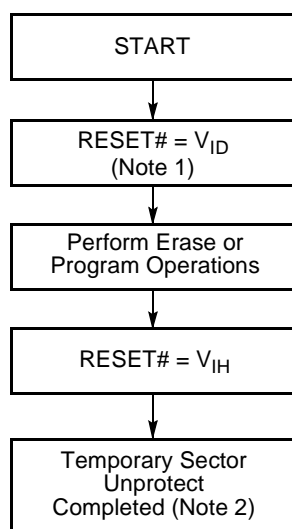 START
RESET# = VID
(Note 1)
Perform Erase or
Program Operations
RESET# = VIH
Temporary Sector
Unprotect
Completed (Note 2)